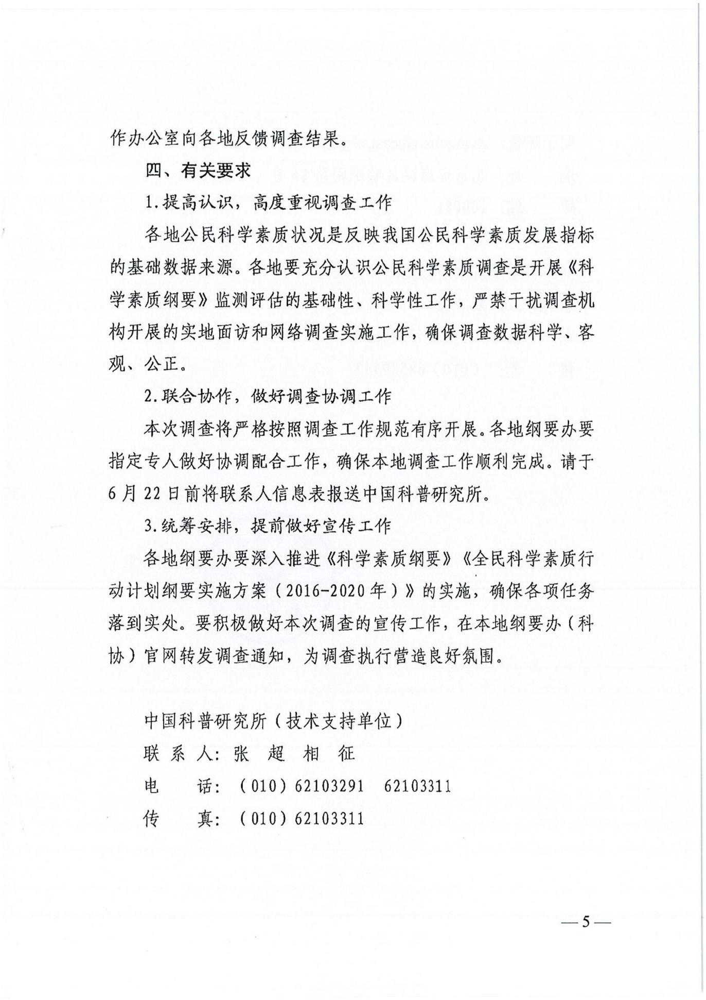 作办公室向各地反馈调查结果。
四、有关要求
1.提高认识，高度重视调查工作
各地公民科学素质状况是反映我国公民科学素质发展指标
的基础数据来源。各地要充分认识公民科学素质调查是开展《科
学素质纲要》监测评估的基础性、科学性工作，严禁干扰调查机
构开展的实地面访和网络调查实施工作，确保调查数据科学、客
观、公正。
2.联合协作，做好调查协调工作
本次调查将严格按照调查工作规范有序开展。各地纲要办要
指定专人做好协调配合工作，确保本地调查工作顺利完成。请于
6月22日前将联系人信息表报送中国科普研究所。
3.统筹安排，提前做好宣传工作
各地纲要办要深入推进《科学素质纲要》《全民科学素质行
动计划纲要实施方案（2016-2020年）》的实施，确保各项任务
落到实处。要积极做好本次调查的宣传工作，在本地纲要办（科
协）官网转发调查通知，为调查执行营造良好氛围。
中国科普研究所（技术支持单位）
联 系 人：张 超 相 征
电 话：（010）62103291 62103311
传 真：（010）62103311
— 5 —